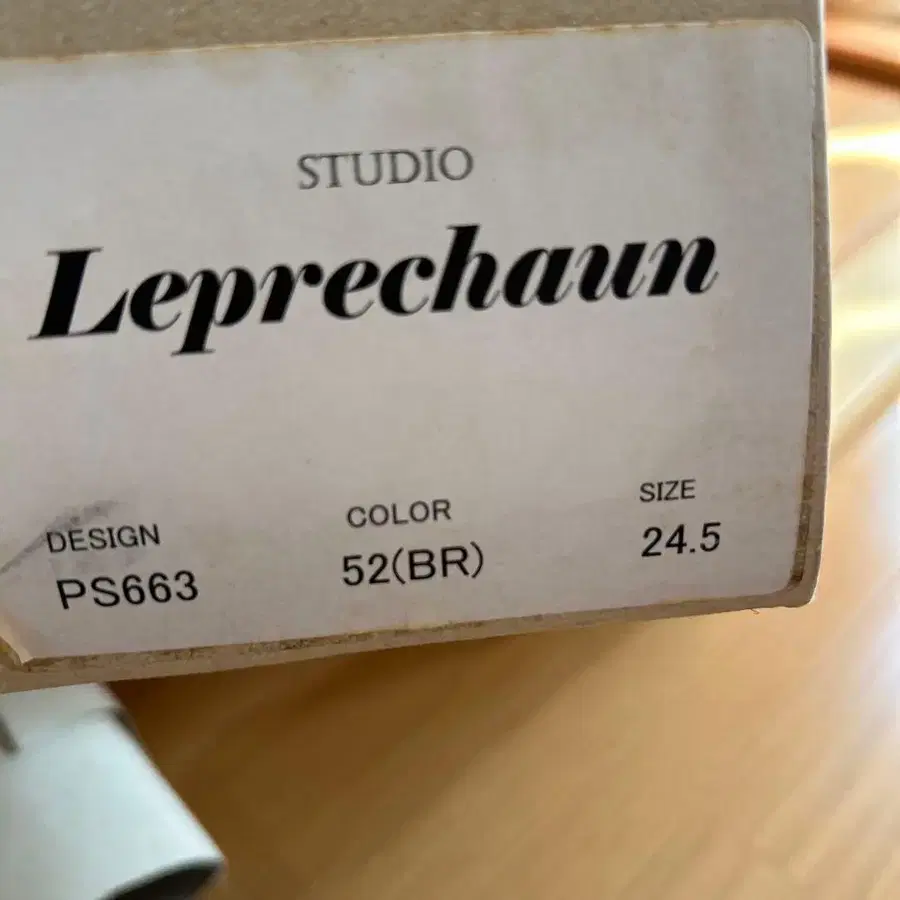 STUDIO
Leprechaun
DESIGN COLOR SIZE
PS663 52(BR) 24.5